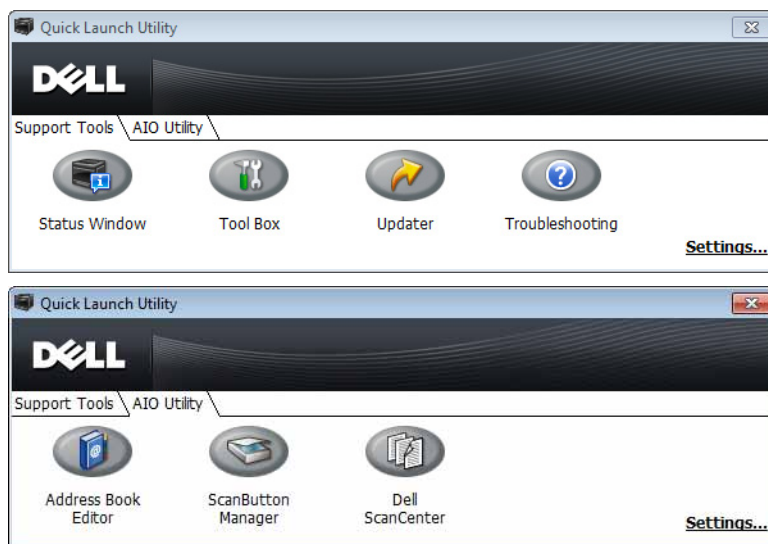 Quick Launch Utility
DELL
Support Tools AIO Utility
Status Window Tool Box Updater Troubleshooting
Settings...
Quick Launch Utility
DELL
Support Tools AIO Utility
Address Book ScanButton Dell
Editor Manager ScanCenter
Settings...